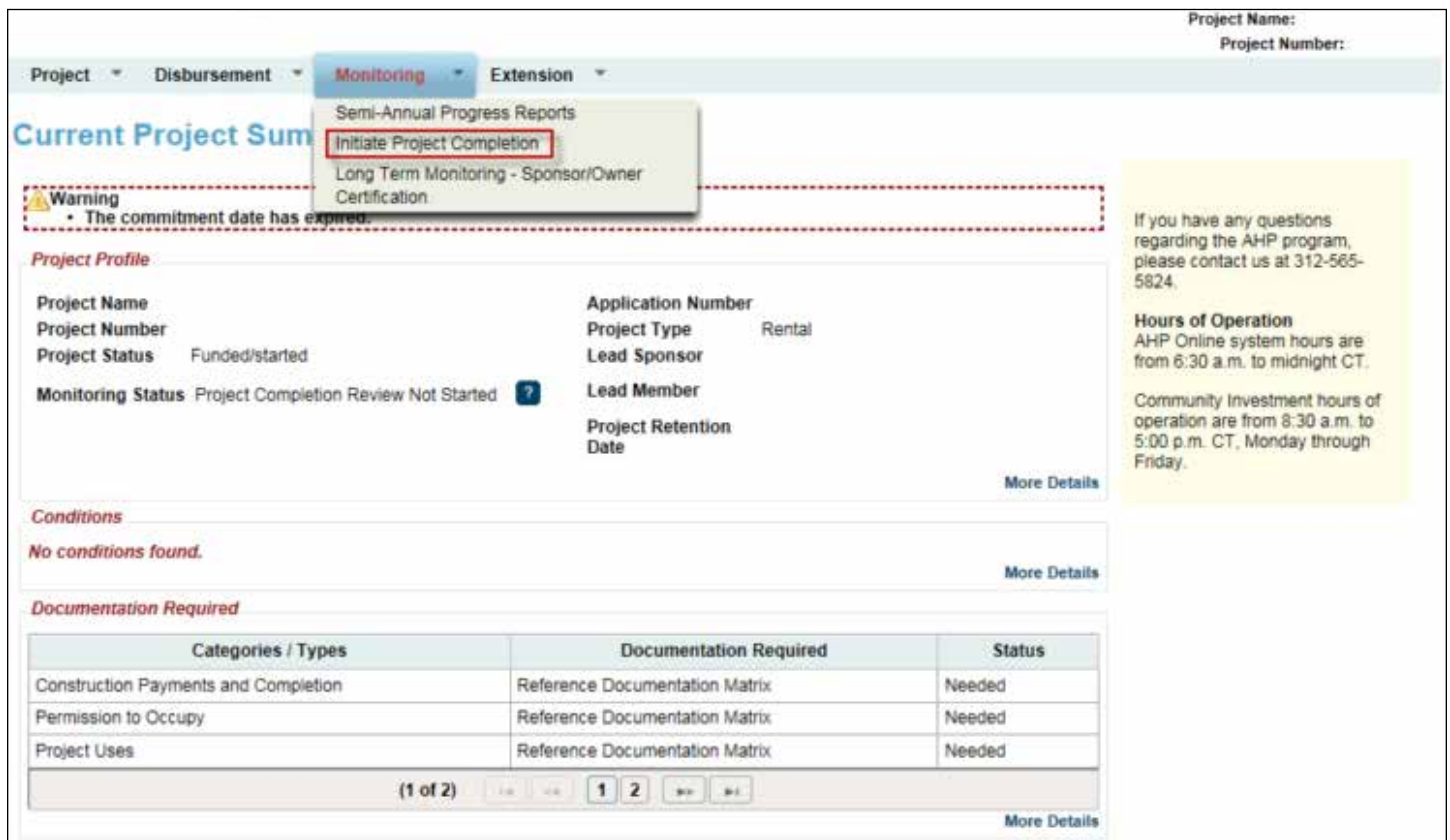 Project Name:
Project Number:
Project Disbursement Monitoring Extension
Semi-Annual Progress Reports
Initiate Project Completion
Long Term Monitoring - Sponsor/Owner
Certification
Current Project Sum
Warning
• The commitment date has expired.
If you have any questions
regarding the AHP program,
please contact us at 312-565-
5824.
Hours of Operation
AHP Online system hours are
from 6:30 a.m. to midnight CT.
Community Investment hours of
operation are from 8:30 a.m. to
5:00 p.m. CT, Monday through
Friday.
Project Profile
Project Name
Project Number
Project Status Funded/started
Monitoring Status Project Completion Review Not Started ?
Application Number
Project Type Rental
Lead Sponsor
Lead Member
Project Retention
Date
More Details
Conditions
No conditions found.
More Details
Documentation Required
Categories / Types Documentation Required Status
Construction Payments and Completion Reference Documentation Matrix Needed
Permission to Occupy Reference Documentation Matrix Needed
Project Uses Reference Documentation Matrix Needed
(1 of 2) 1 2
More Details